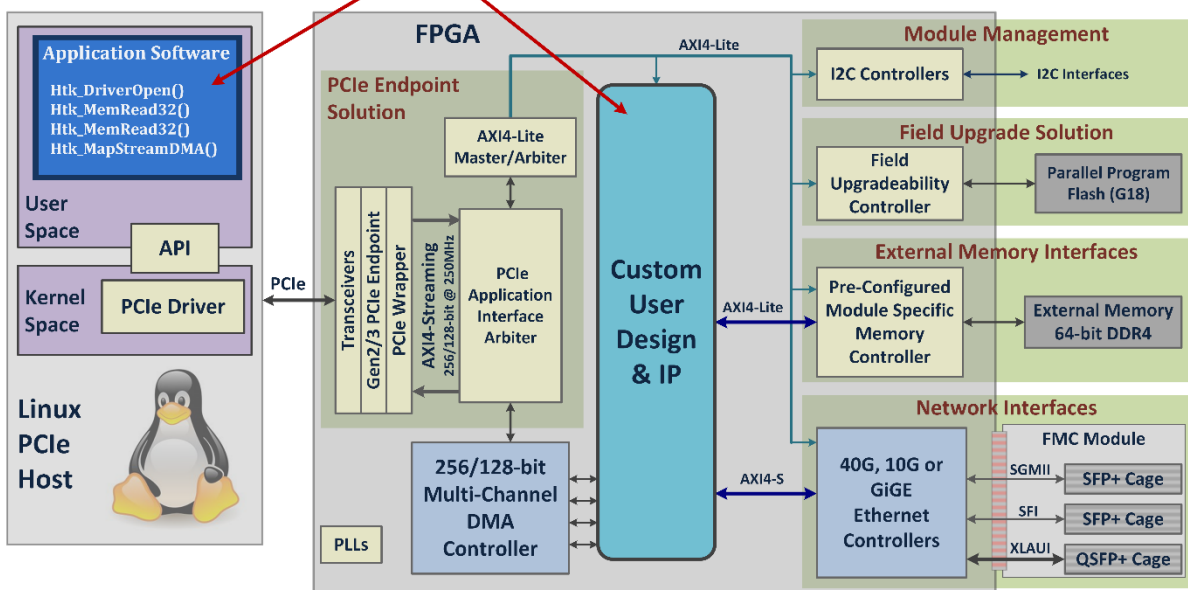 Application Software
Htk_DriverOpen()
Htk_MemRead32()
Htk_MemRead32()
Htk_MapStreamDMA()
User
Space
API
Kernel
Space
PCIe Driver
Linux
PCIe
Host
PCIe
FPGA
PCIe Endpoint
Solution
AXI4-Lite
Master/Arbiter
Transceivers
Gen2/3 PCIe Endpoint
PCIe Wrapper
AXI4-Streaming
256/128-bit @ 250MHz
PCIe
Application
Interface
Arbiter
256/128-bit
Multi-Channel
DMA
Controller
PLLs
Custom
User
Design
& IP
AXI4-Lite
AXI4-Lite
AXI4-S
Module Management
I2C Controllers
I2C Interfaces
Field Upgrade Solution
Field
Upgradeability
Controller
Parallel Program
Flash (G18)
External Memory Interfaces
Pre-Configured
Module Specific
Memory
Controller
External Memory
64-bit DDR4
Network Interfaces
40G, 10G or
GiGE
Ethernet
Controllers
FMC Module
SGMII
SFP+ Cage
SFI
SFP+ Cage
XLAUI
QSFP+ Cage